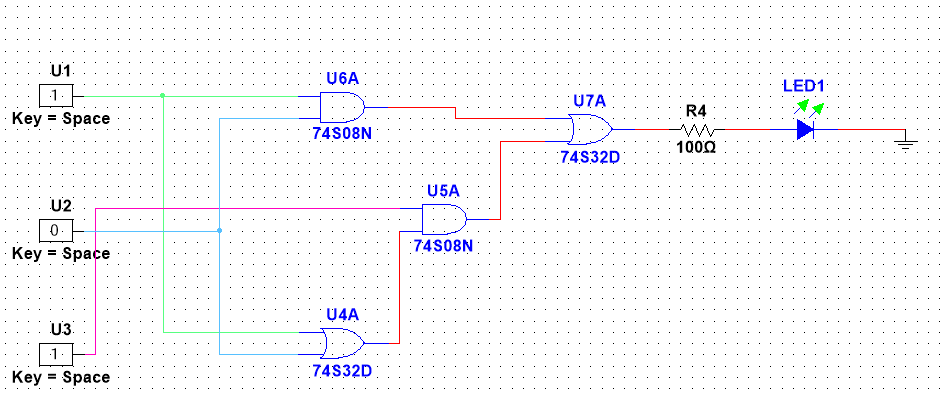 U1
1
Key = Space
U6A
74S08N
U7A
74S32D
R4
100Ω
LED1
U2
0
Key = Space
U5A
74S08N
U3
1
Key = Space
U4A
74S32D